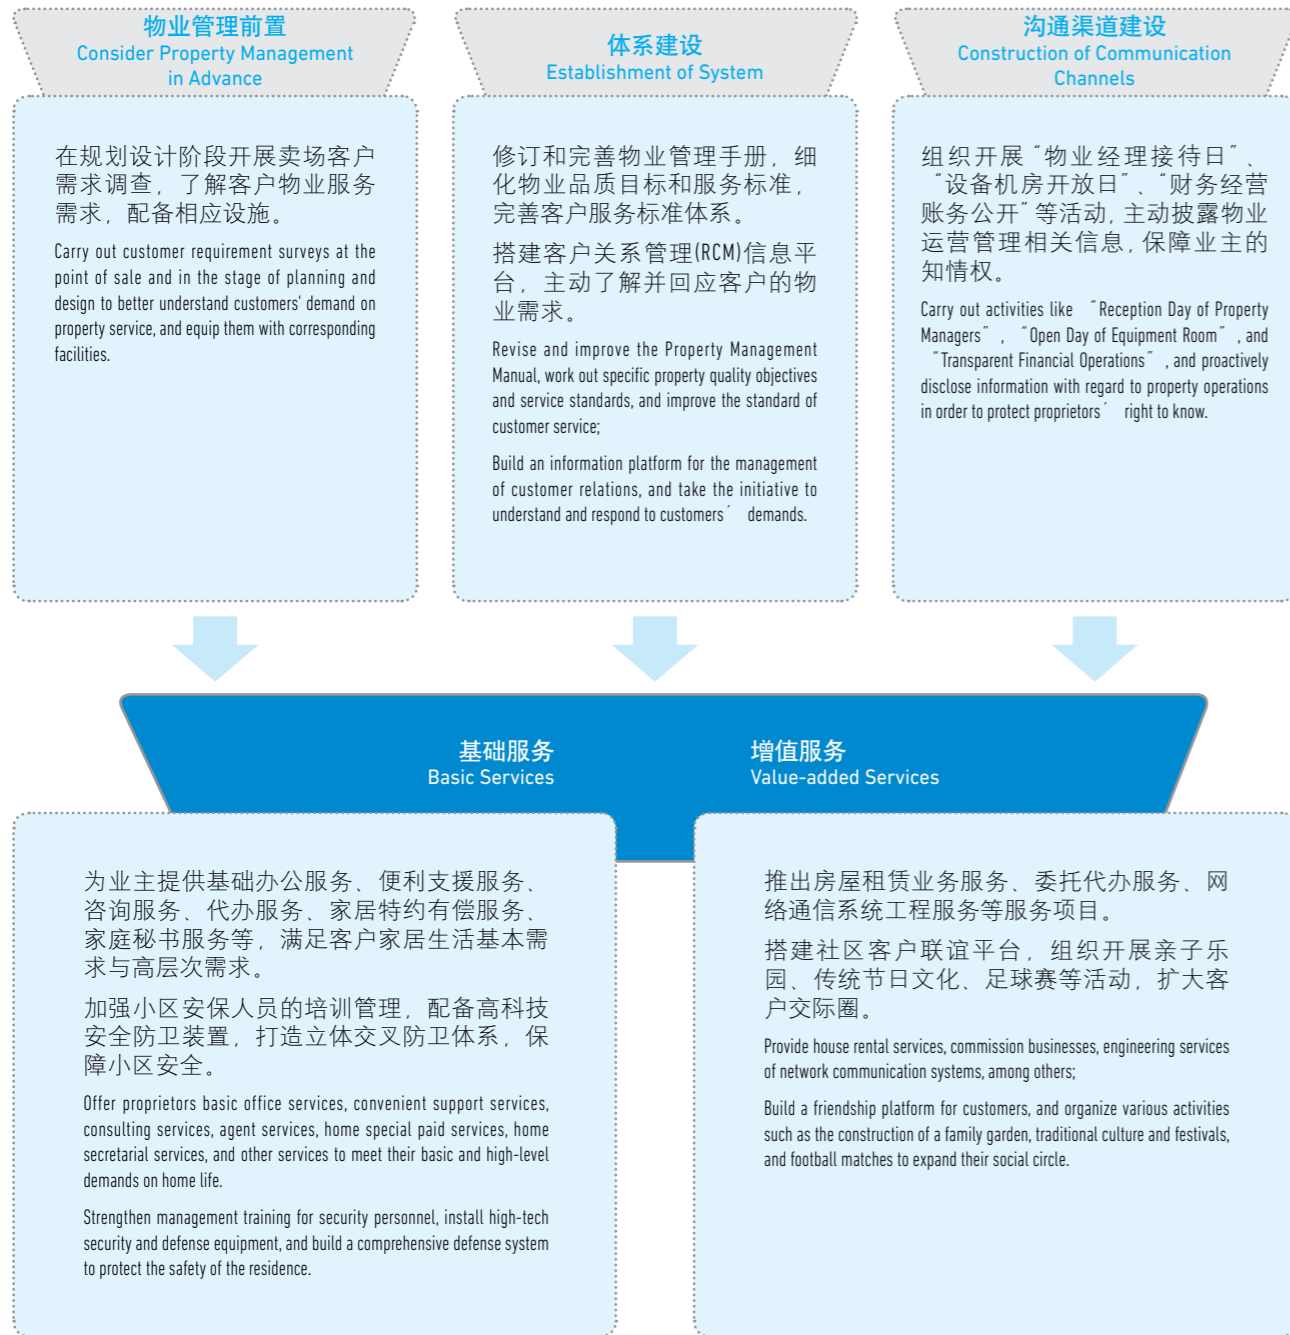 物业管理前置
Consider Property Management
in Advance
在规划设计阶段开展卖场客户
需求调查，了解客户物业服务
需求，配备相应设施。
Carry out customer requirement surveys at the
point of sale and in the stage of planning and
design to better understand customers' demand on
property service, and equip them with corresponding
facilities.
体系建设
Establishment of System
修订和完善物业管理手册，细
化物业品质目标和服务标准，
完善客户服务标准体系。
搭建客户关系管理(RCM)信息平
台，主动了解并回应客户的物
业需求。
Revise and improve the Property Management
Manual, work out specific property quality objectives
and service standards, and improve the standard of
customer service;
Build an information platform for the management
of customer relations, and take the initiative to
understand and respond to customers′ demands.
沟通渠道建设
Construction of Communication
Channels
组织开展“物业经理接待日”、
“设备机房开放日”、“财务经营
账务公开”等活动，主动披露物业
运营管理相关信息，保障业主的
知情权。
Carry out activities like ″Reception Day of Property
Managers″, ″Open Day of Equipment Room″, and
″Transparent Financial Operations″, and proactively
disclose information with regard to property operations
in order to protect proprietors′ right to know.
基础服务
Basic Services
为业主提供基础办公服务、便利支援服务、
咨询服务、代办服务、家居特约有偿服务、
家庭秘书服务等，满足客户家居生活基本需
求与高层次需求。
加强小区安保人员的培训管理，配备高科技
安全防卫装置，打造立体交叉防卫体系，保
障小区安全。
Offer proprietors basic office services, convenient support services,
consulting services, agent services, home special paid services, home
secretarial services, and other services to meet their basic and high-level
demands on home life.
Strengthen management training for security personnel, install high-tech
security and defense equipment, and build a comprehensive defense system
to protect the safety of the residence.
增值服务
Value-added Services
推出房屋租赁业务服务、委托代办服务、网
络通信系统工程服务等服务项目。
搭建社区客户联谊平台，组织开展亲子乐
园、传统节日文化、足球赛等活动，扩大客
户交际圈。
Provide house rental services, commission businesses, engineering services
of network communication systems, among others;
Build a friendship platform for customers, and organize various activities
such as the construction of a family garden, traditional culture and festivals,
and football matches to expand their social circle.